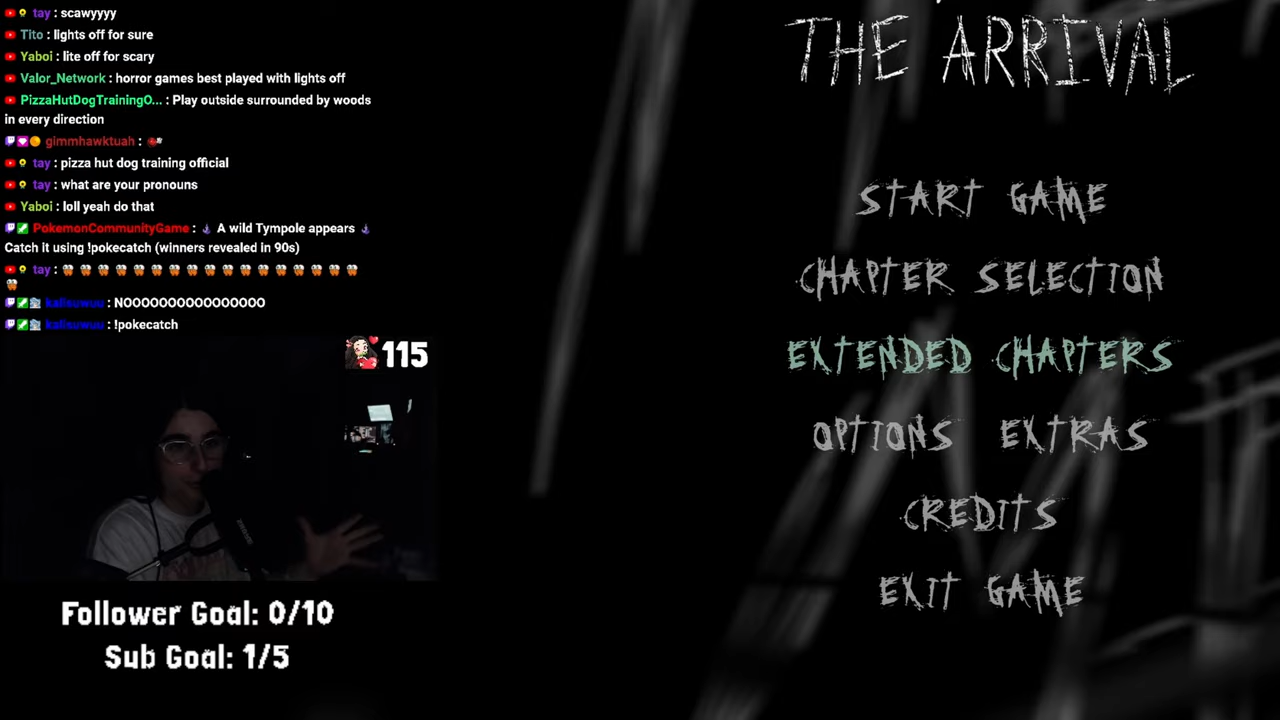 tay : scawyyyy
Tito : lights off for sure
Yaboi : lite off for scary
Valor_Network : horror games best played with lights off
PizzaHutDogTrainingO... : Play outside surrounded by woods
in every direction
gimmhawktuah :
tay : pizza hut dog training official
tay : what are your pronouns
Yaboi : loll yeah do that
PokemonCommunityGame : A wild Tympole appears
Catch it using !pokecatch (winners revealed in 90s)
tay :
kalisuwuu : NOOOOOOOOOOOOOOOO
kalisuwuu : !pokecatch
115
Follower Goal: 0/10
Sub Goal: 1/5
THE ARRIVAL
START GAME
CHAPTER SELECTION
EXTENDED CHAPTERS
OPTIONS EXTRAS
CREDITS
EXIT GAME